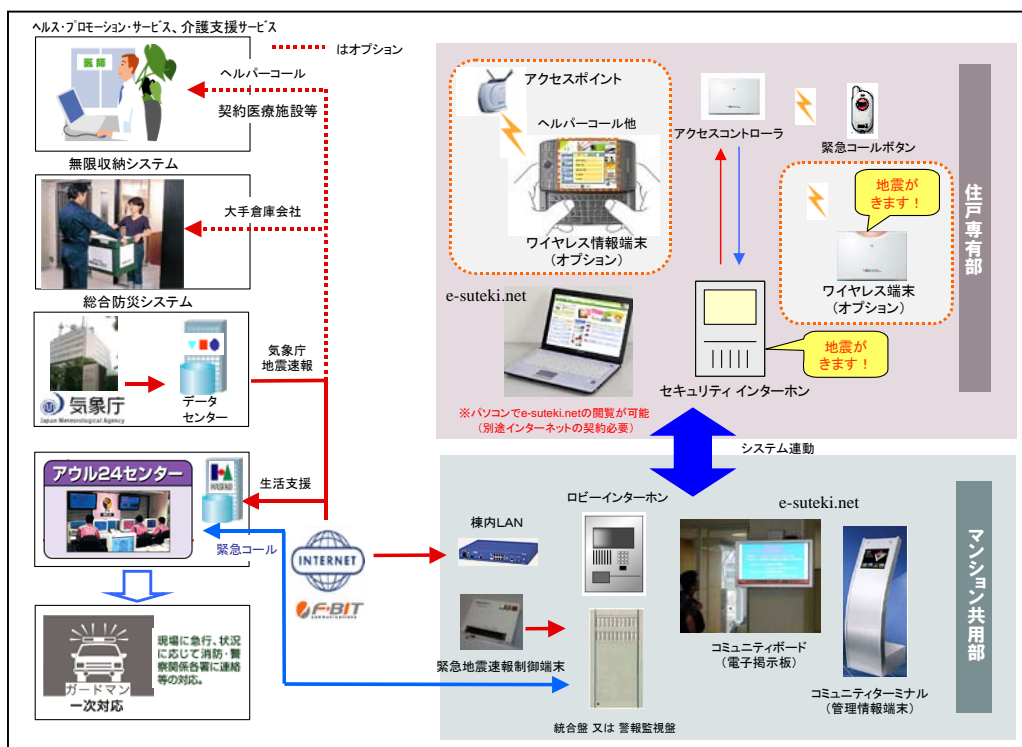 ヘルス・プロモーション・サービス、介護支援サービス
はオプション
医師
ヘルパーコール
契約医療施設等
無限収納システム
大手倉庫会社
総合防災システム
気象庁
地震速報
気象庁
Japan Meteorological Agency
データ
センター
アウル24センター
HASEKO
生活支援
緊急コール
INTERNET
F-BIT
communications
現場に急行、状況
に応じて消防・警
察関係各署に連絡
等の対応。
ガードマン
一次対応
アクセスポイント
ヘルパーコール他
ワイヤレス情報端末
(オプション)
アクセスコントローラ
緊急コールボタン
地震が
きます!
ワイヤレス端末
(オプション)
住戸専有部
e-suteki.net
地震が
きます!
セキュリティ インターホン
※パソコンでe-suteki.netの閲覧が可能
(別途インターネットの契約必要)
システム連動
ロビーインターホン
棟内LAN
e-suteki.net
緊急地震速報制御端末
コミュニティボード
(電子掲示板)
コミュニティターミナル
(管理情報端末)
統合盤 又は 警報監視盤
マンション共用部